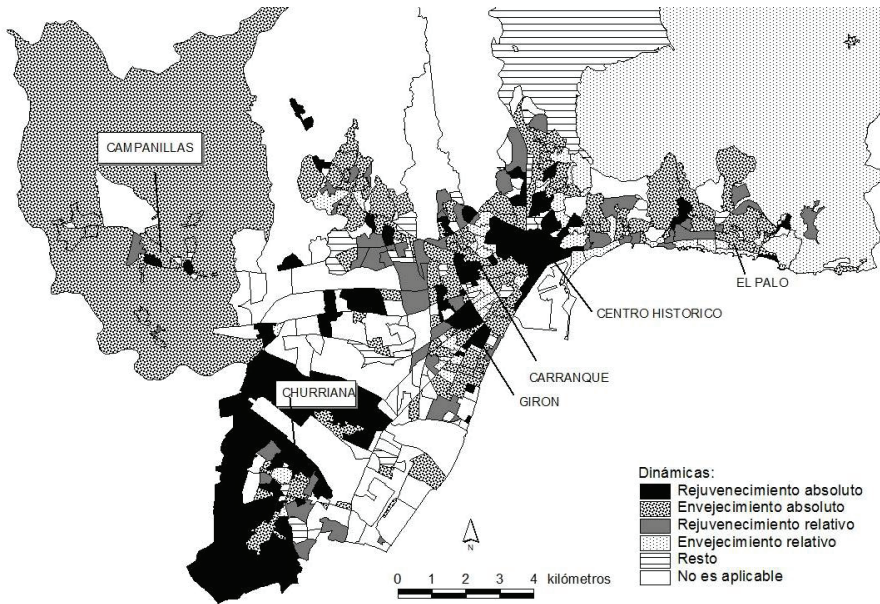 CAMPANILLAS
EL PALO
CENTRO HISTORICO
CARRANQUE
CHURRIANA
GIRON
Dinámicas:
Rejuvenecimiento absoluto
Envejecimiento absoluto
Rejuvenecimiento relativo
Envejecimiento relativo
Resto
No es aplicable
N
0 1 2 3 4 kilómetros